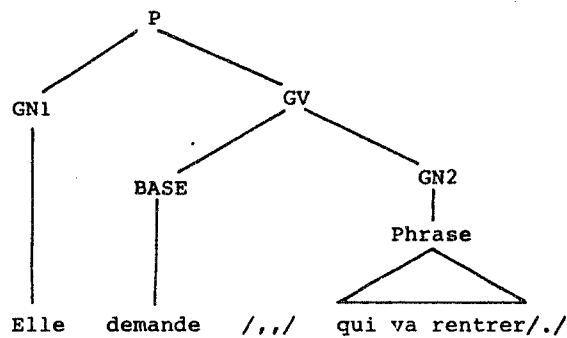 P
GN1
GV
BASE
GN2
Phrase
Elle demande /,,/ qui va rentrer/./